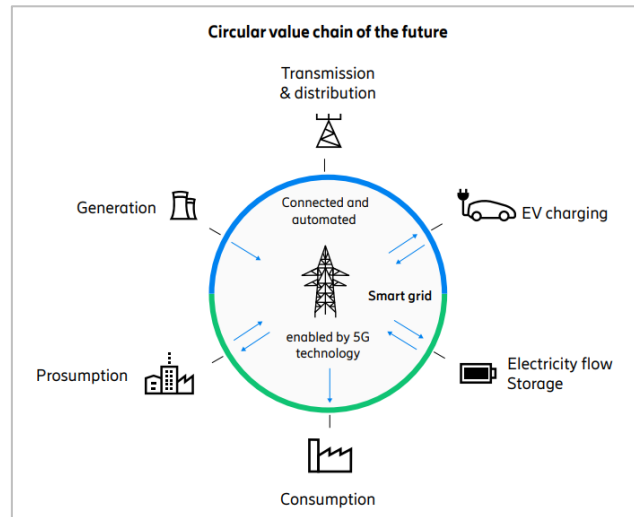 Circular value chain of the future
Transmission
& distribution
Generation
Connected and
automated
EV charging
Smart grid
enabled by 5G
technology
Prosumption
Electricity flow
Storage
Consumption